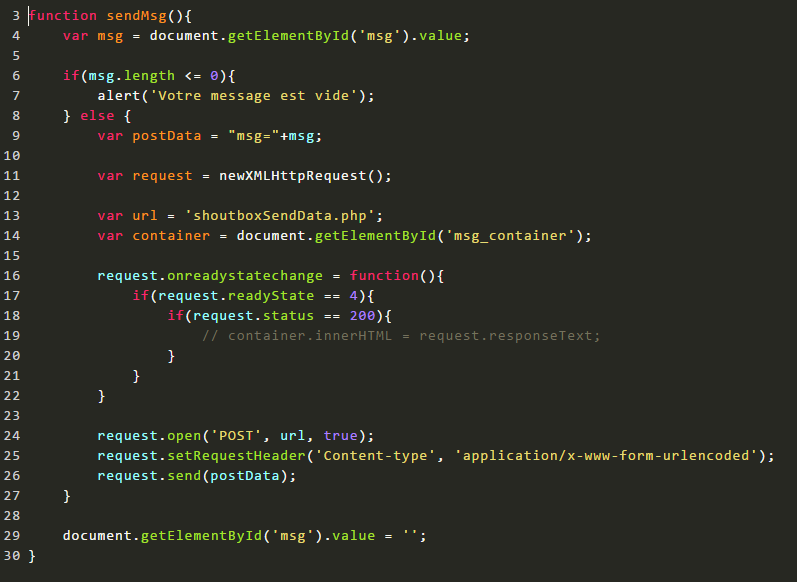 3 function sendMsg(){
4 var msg = document.getElementById('msg').value;
5
6 if(msg.length <= 0){
7 alert('Votre message est vide');
8 } else {
9 var postData = "msg="+msg;
10
11 var request = newXMLHttpRequest();
12
13 var url = 'shoutboxSendData.php';
14 var container = document.getElementById('msg_container');
15
16 request.onreadystatechange = function(){
17 if(request.readyState == 4){
18 if(request.status == 200){
19 // container.innerHTML = request.responseText;
20 }
21 }
22 }
23
24 request.open('POST', url, true);
25 request.setRequestHeader('Content-type', 'application/x-www-form-urlencoded');
26 request.send(postData);
27 }
28
29 document.getElementById('msg').value = '';
30 }